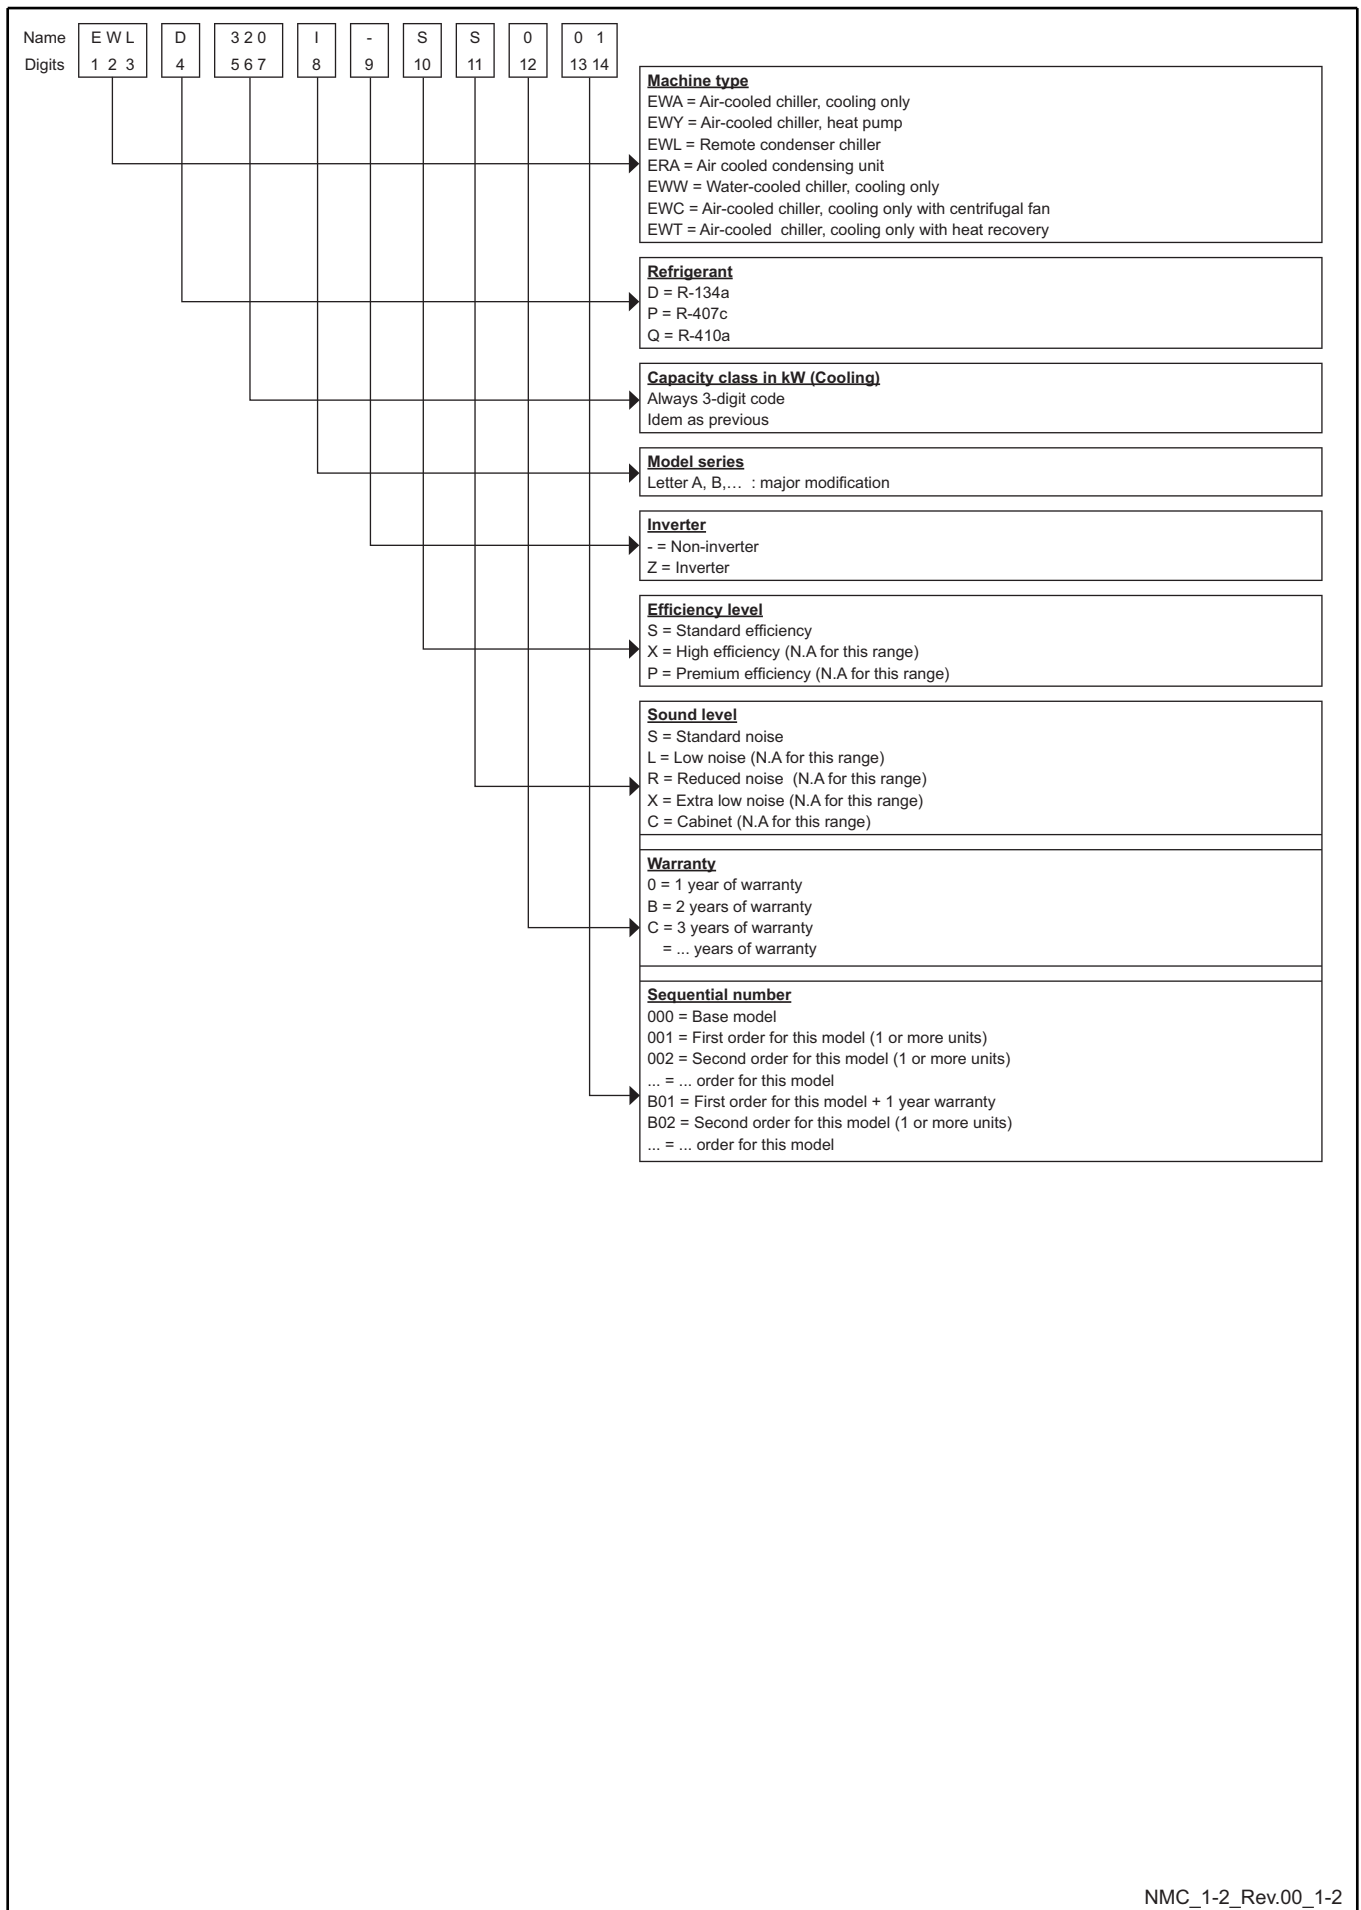 Name E W L D 3 2 0 I - S S 0 0 1
Digits 1 2 3 4 5 6 7 8 9 10 11 12 13 14
Machine type
EWA = Air-cooled chiller, cooling only
EWY = Air-cooled chiller, heat pump
EWL = Remote condenser chiller
ERA = Air cooled condensing unit
EWW = Water-cooled chiller, cooling only
EWC = Air-cooled chiller, cooling only with centrifugal fan
EWT = Air-cooled chiller, cooling only with heat recovery
Refrigerant
D = R-134a
P = R-407c
Q = R-410a
Capacity class in kW (Cooling)
Always 3-digit code
Idem as previous
Model series
Letter A, B,… : major modification
Inverter
- = Non-inverter
Z = Inverter
Efficiency level
S = Standard efficiency
X = High efficiency (N.A for this range)
P = Premium efficiency (N.A for this range)
Sound level
S = Standard noise
L = Low noise (N.A for this range)
R = Reduced noise (N.A for this range)
X = Extra low noise (N.A for this range)
C = Cabinet (N.A for this range)
Warranty
0 = 1 year of warranty
B = 2 years of warranty
C = 3 years of warranty
= ... years of warranty
Sequential number
000 = Base model
001 = First order for this model (1 or more units)
002 = Second order for this model (1 or more units)
... = ... order for this model
B01 = First order for this model + 1 year warranty
B02 = Second order for this model (1 or more units)
... = ... order for this model
NMC_1-2_Rev.00_1-2